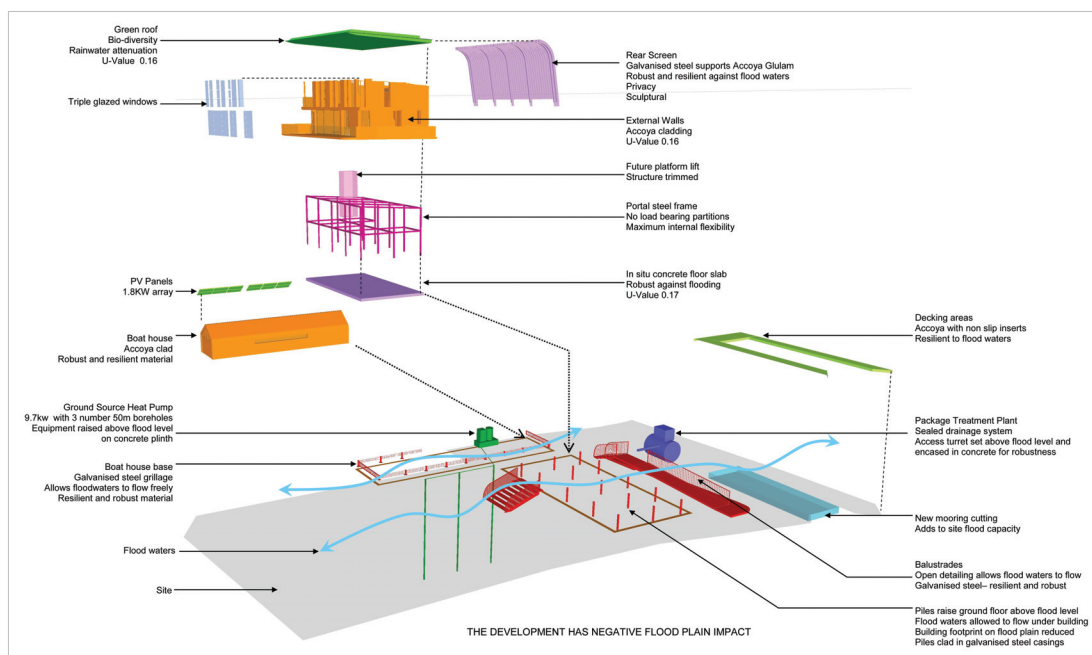 Green roof
Bio-diversity
Rainwater attenuation
U-Value 0.16
Rear Screen
Galvanised steel supports Accoya Glulam
Robust and resilient against flood waters
Privacy
Sculptural
Triple glazed windows
External Walls
Accoya cladding
U-Value 0.16
Future platform lift
Structure trimmed
Portal steel frame
No load bearing partitions
Maximum internal flexibility
PV Panels
1.8KW array
In situ concrete floor slab
Robust against flooding
U-Value 0.17
Boat house
Accoya clad
Robust and resilient material
Decking areas
Accoya with non slip inserts
Resilient to flood waters
Ground Source Heat Pump
9.7kw with 3 number 50m boreholes
Equipment raised above flood level
on concrete plinth
Package Treatment Plant
Sealed drainage system
Access turret set above flood level and
encased in concrete for robustness
Boat house base
Galvanised steel grillage
Allows floodwaters to flow freely
Resilient and robust material
New mooring cutting
Adds to site flood capacity
Flood waters
Balustrades
Open detailing allows flood waters to flow
Galvanised steel– resilient and robust
Site
Piles raise ground floor above flood level
Flood waters allowed to flow under building
Building footprint on flood plain reduced
Piles clad in galvanised steel casings
THE DEVELOPMENT HAS NEGATIVE FLOOD PLAIN IMPACT